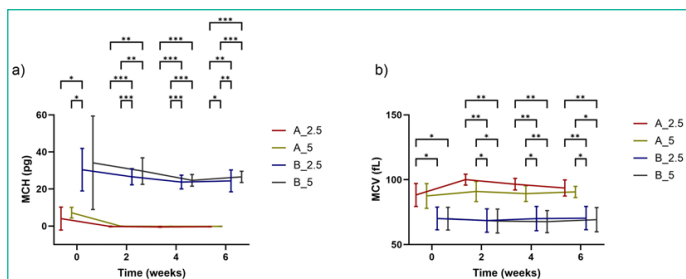 a)
***
** ***
*** *** ** **
* *** *** ***
* *** *** *
MCH (pg)
60
40
20
0
0 2 4 6
Time (weeks)
A_2.5
A_5
B_2.5
B_5
b)
** ** **
* ** ** *
* * ** **
* * *
MCV (fL)
150
100
50
0 2 4 6
Time (weeks)
A_2.5
A_5
B_2.5
B_5